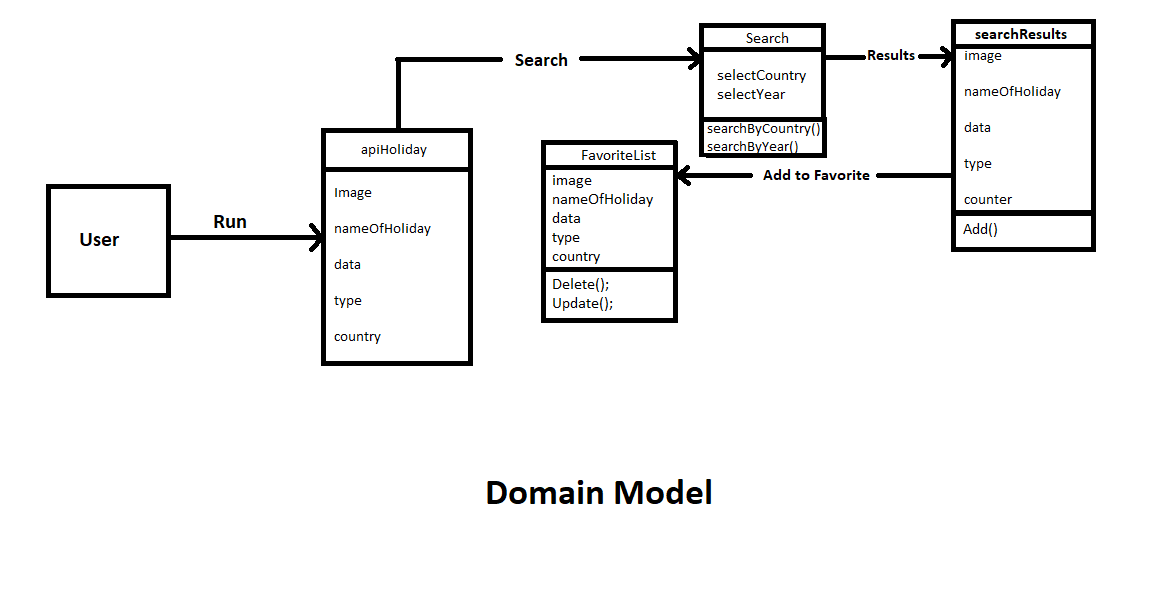 User
Run
apiHoliday
Image
nameOfHoliday
data
type
country
Search
Search
selectCountry
selectYear
searchByCountry()
searchByYear()
Results
searchResults
image
nameOfHoliday
data
type
counter
Add()
Add to Favorite
FavoriteList
image
nameOfHoliday
data
type
country
Delete();
Update();
Domain Model